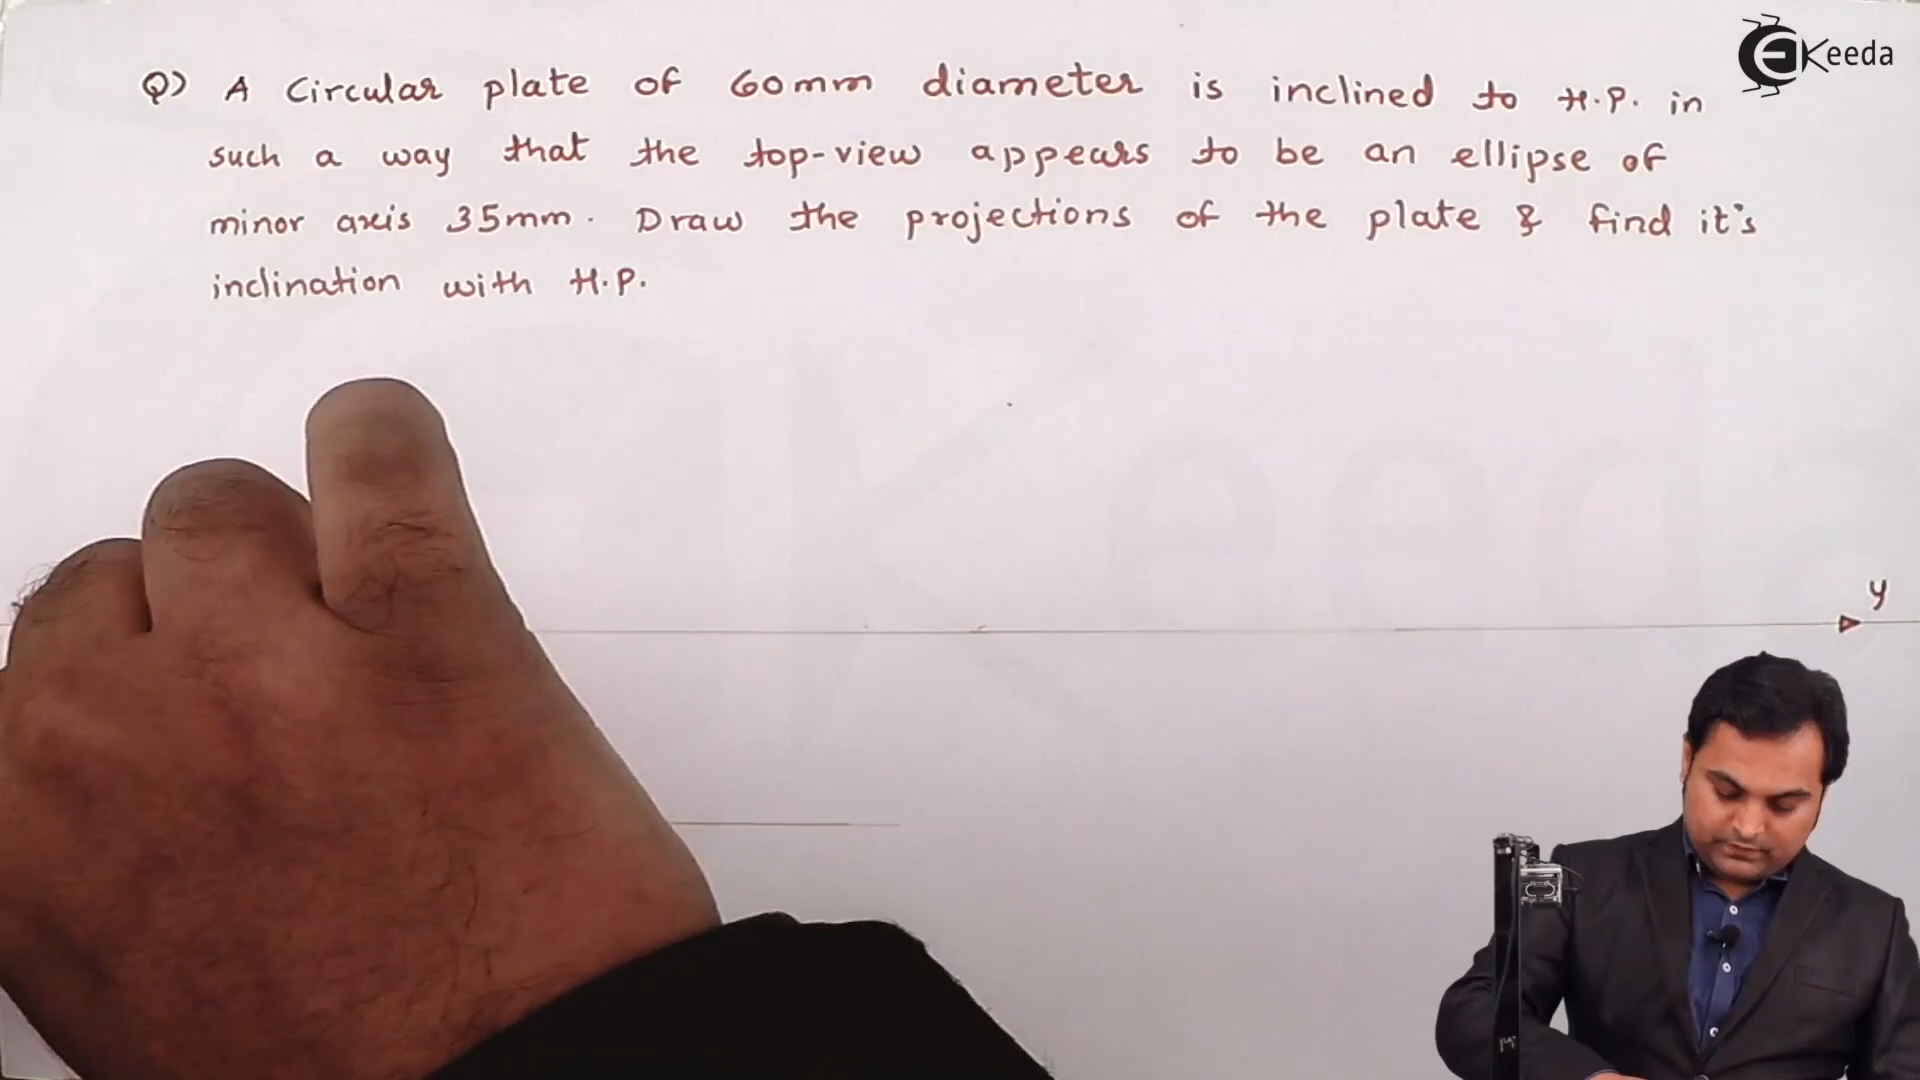 Keeda
Q) A Circular plate of 60mm diameter is inclined to H.P. in
such a way that the top-view appears to be an ellipse of
minor axis 35mm. Draw the projections of the plate & find it's
inclination with H.P.
y